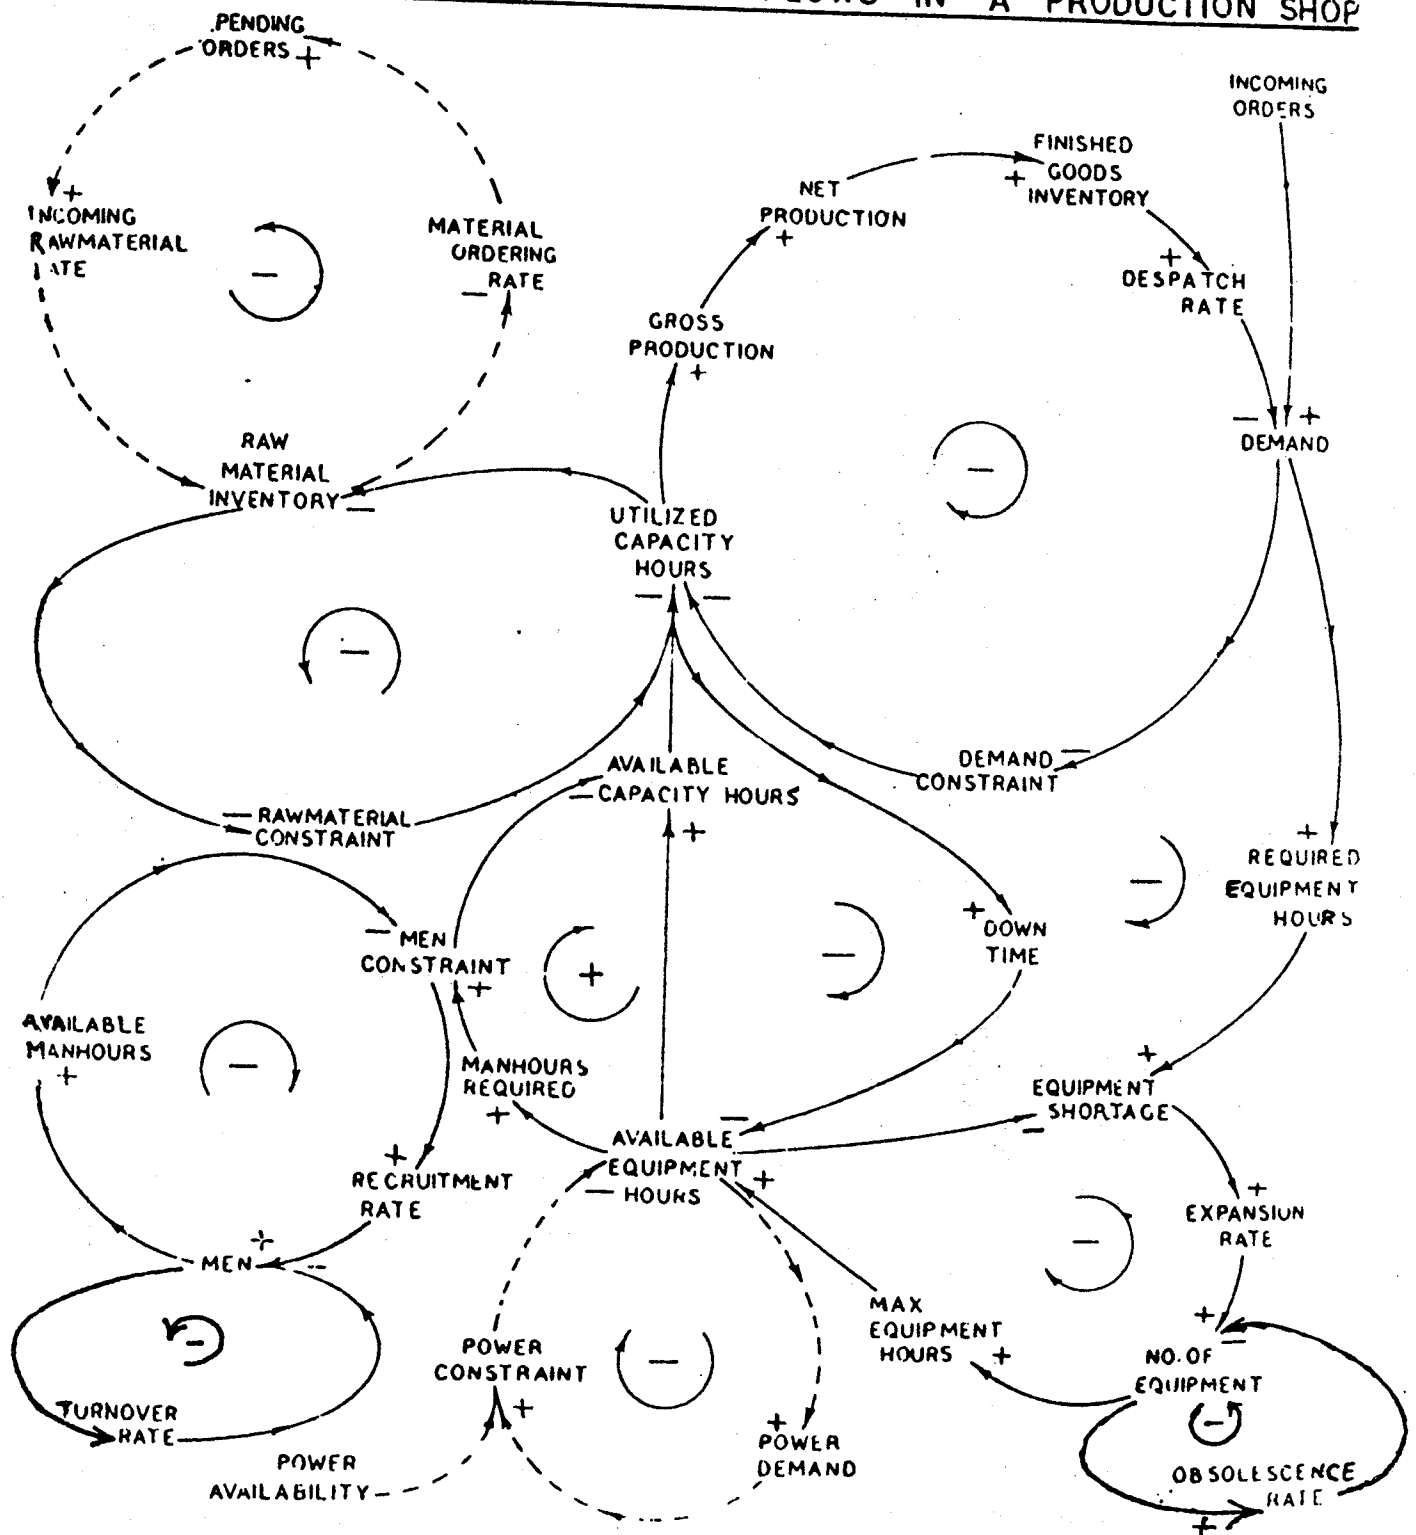 IN A PRODUCTION SHOP
PENDING
ORDERS +
INCOMING
ORDERS
FINISHED
+ GOODS
INVENTORY
NET
PRODUCTION
+
+
INCOMING
RAWMATERIAL
RATE
MATERIAL
ORDERING
— RATE
—
+
DESPATCH
RATE
GROSS
PRODUCTION
+
— +
DEMAND
—
RAW
MATERIAL
INVENTORY —
UTILIZED
CAPACITY
HOURS
— —
—
AVAILABLE
— CAPACITY HOURS
+
DEMAND —
CONSTRAINT
— RAWMATERIAL
CONSTRAINT
+
REQUIRED
EQUIPMENT
HOURS
—
— MEN
CONSTRAINT
+
+
—
+ DOWN
TIME
AVAILABLE
MANHOURS
+
—
MANHOURS
REQUIRED
+
+
EQUIPMENT
— SHORTAGE
—
AVAILABLE
EQUIPMENT +
— HOURS
+
RECRUITMENT
RATE
+
EXPANSION
RATE
—
+
MEN
—
MAX
EQUIPMENT
HOURS +
+
—
NO. OF
EQUIPMENT
—
POWER
CONSTRAINT
+
—
TURNOVER
RATE
POWER
AVAILABILITY
+
POWER
DEMAND
OBSOLESCENCE
RATE
+